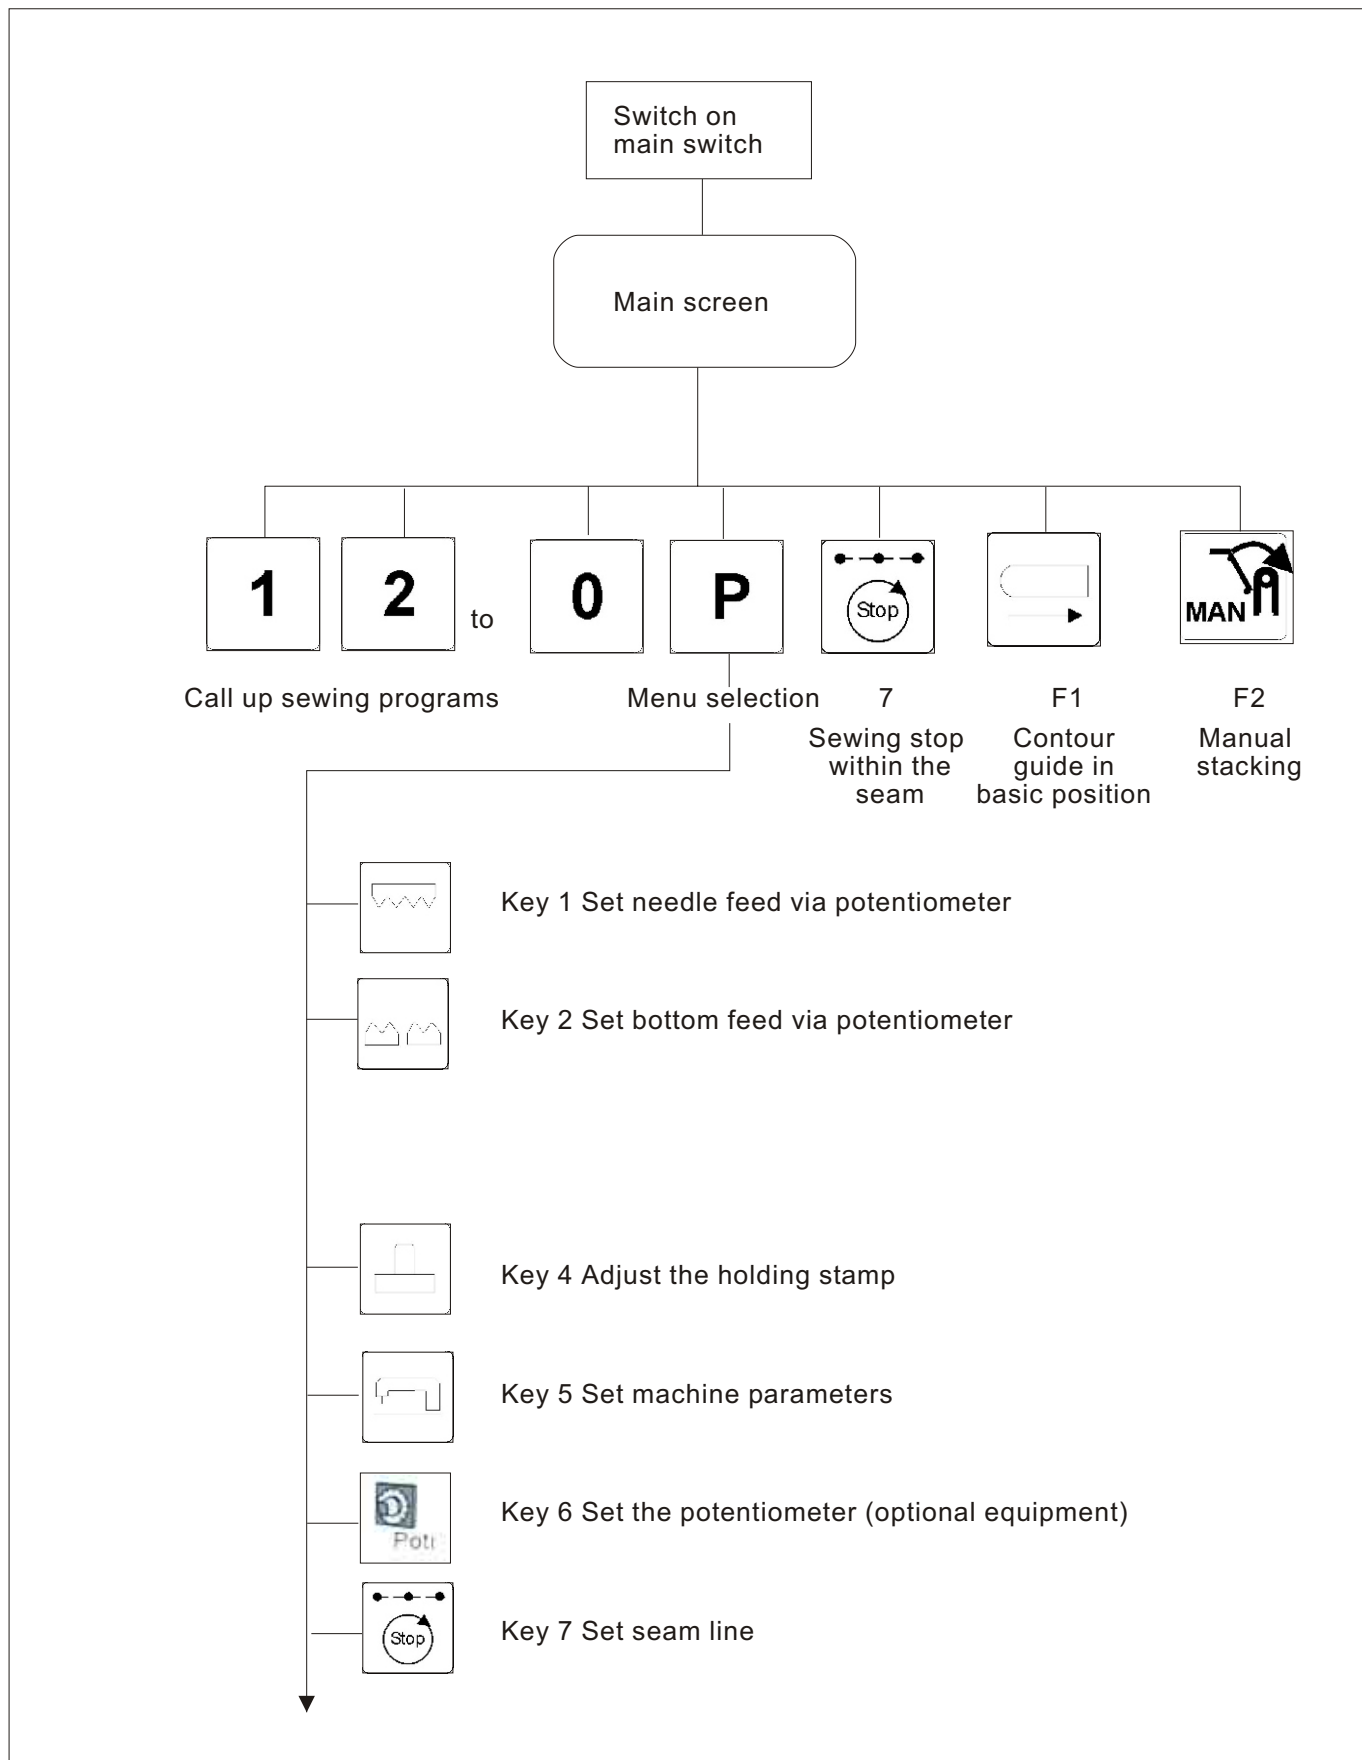 Switch on
main switch
Main screen
1
2
to
0
P
Stop
MAN
Call up sewing programs
Menu selection
7
Sewing stop
within the
seam
F1
Contour
guide in
basic position
F2
Manual
stacking
Key 1 Set needle feed via potentiometer
Key 2 Set bottom feed via potentiometer
Key 4 Adjust the holding stamp
Key 5 Set machine parameters
Poti
Key 6 Set the potentiometer (optional equipment)
Stop
Key 7 Set seam line